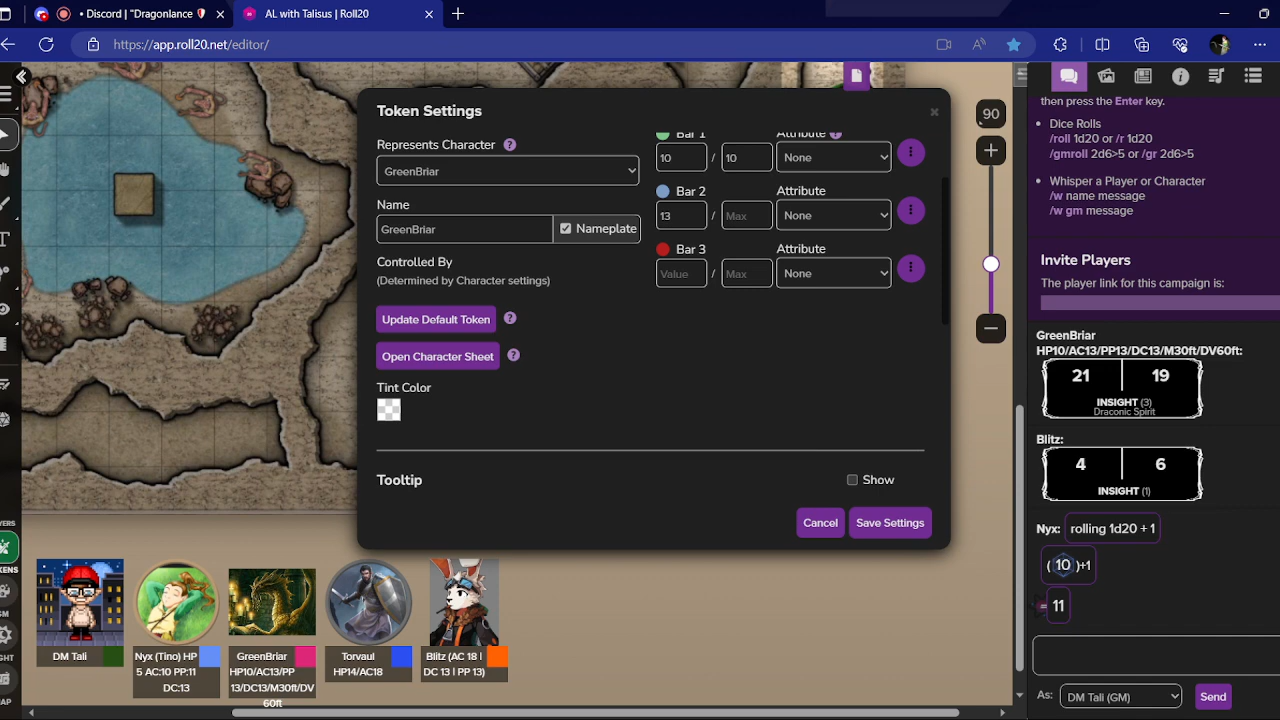 • Dragonlance
AL with Talisus | Roll20
https://app.roll20.net/editor/
Token Settings
Represents Character
GreenBriar
Name
GreenBriar
Nameplate
Controlled By
(Determined by Character settings)
Update Default Token
Open Character Sheet
Tint Color
Bar 1
Attribute
10 / 10
None
Bar 2
Attribute
13 / Max
None
Bar 3
Attribute
Value / Max
None
Tooltip
Show
Cancel
Save Settings
90
then press the Enter key.
• Dice Rolls
/roll 1d20 or /r 1d20
/gmroll 2d6>5 or /gr 2d6>5
• Whisper a Player or Character
/w name message
/w gm message
Invite Players
The player link for this campaign is:
GreenBriar
HP10/AC13/PP13/DC13/M30ft/DV60ft:
21 19
INSIGHT (3)
Draconic Spirit
Blitz:
4 6
INSIGHT (1)
Nyx: rolling 1d20 + 1
(10)+1
= 11
As: DM Tali (GM)
Send
DM Tali
Nyx (Tino) HP
5 AC:10 PP:11
DC:13
GreenBriar
HP10/AC13/PP
13/DC13/M30ft/DV
60ft
Torvaul
HP14/AC18
Blitz (AC 18 |
DC 13 | PP 13)